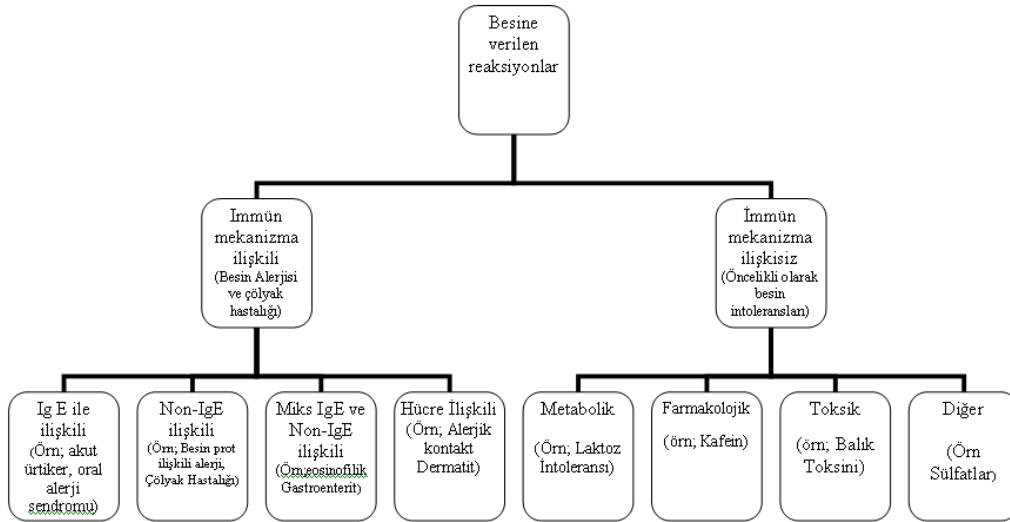 Besine
verilen
reaksiyonlar
Immün
mekanizma
ilişkili
(Besin Alerjisi
ve çölyak
hastalığı)
İmmün
mekanizma
ilişkisiz
(Öncelikli olarak
besin
intoleransları)
Ig E ile
ilişkili
(Örn; akut
ürtiker, oral
alerji
sendromu)
Non-IgE
ilişkili
(Örn; Besin prot
ilişkili alerji,
Çölyak Hastalığı)
Miks IgE ve
Non-IgE
ilişkili
(Örn;eosinofilik
Gastroenterit)
Hücre İlişkili
(Örn; Alerjik
kontakt
Dermatit)
Metabolik
(Örn; Laktoz
İntoleransı)
Farmakolojik
(örn; Kafein)
Toksik
(örn; Balık
Toksini)
Diğer
(Örn
Sülfatlar)